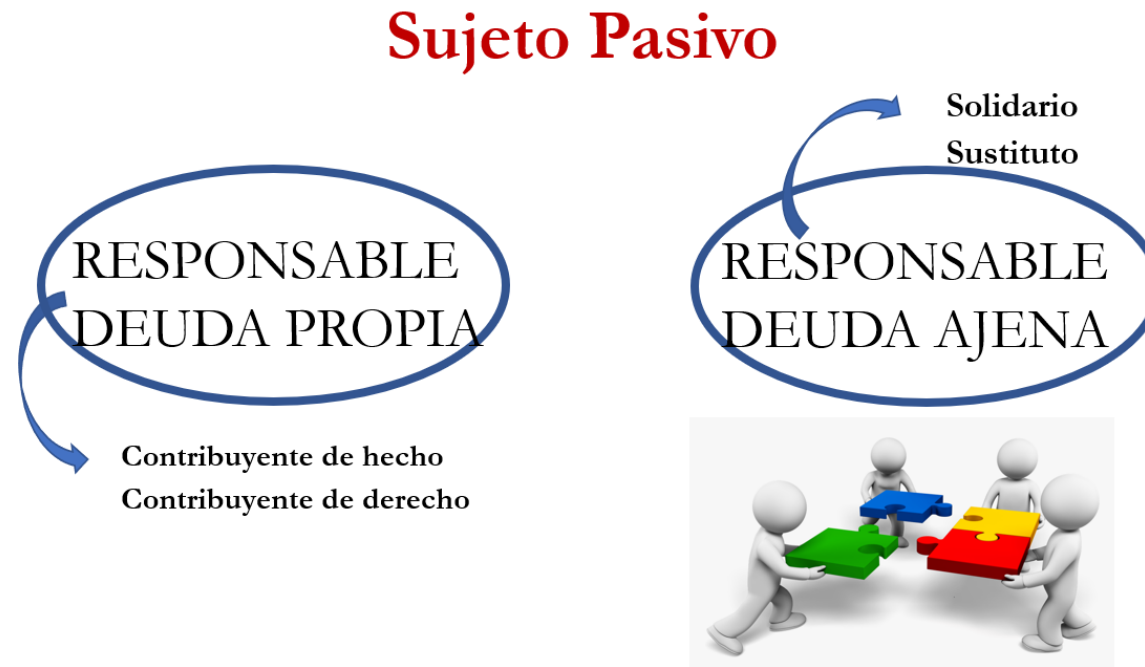 Sujeto Pasivo
RESPONSABLE
DEUDA PROPIA
Contribuyente de hecho
Contribuyente de derecho
Solidario
Sustituto
RESPONSABLE
DEUDA AJENA